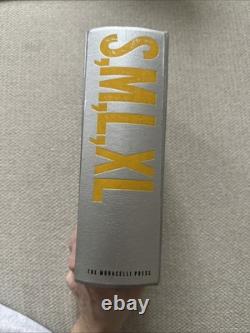 S,M,L,XL
THE MONACELLI PRESS